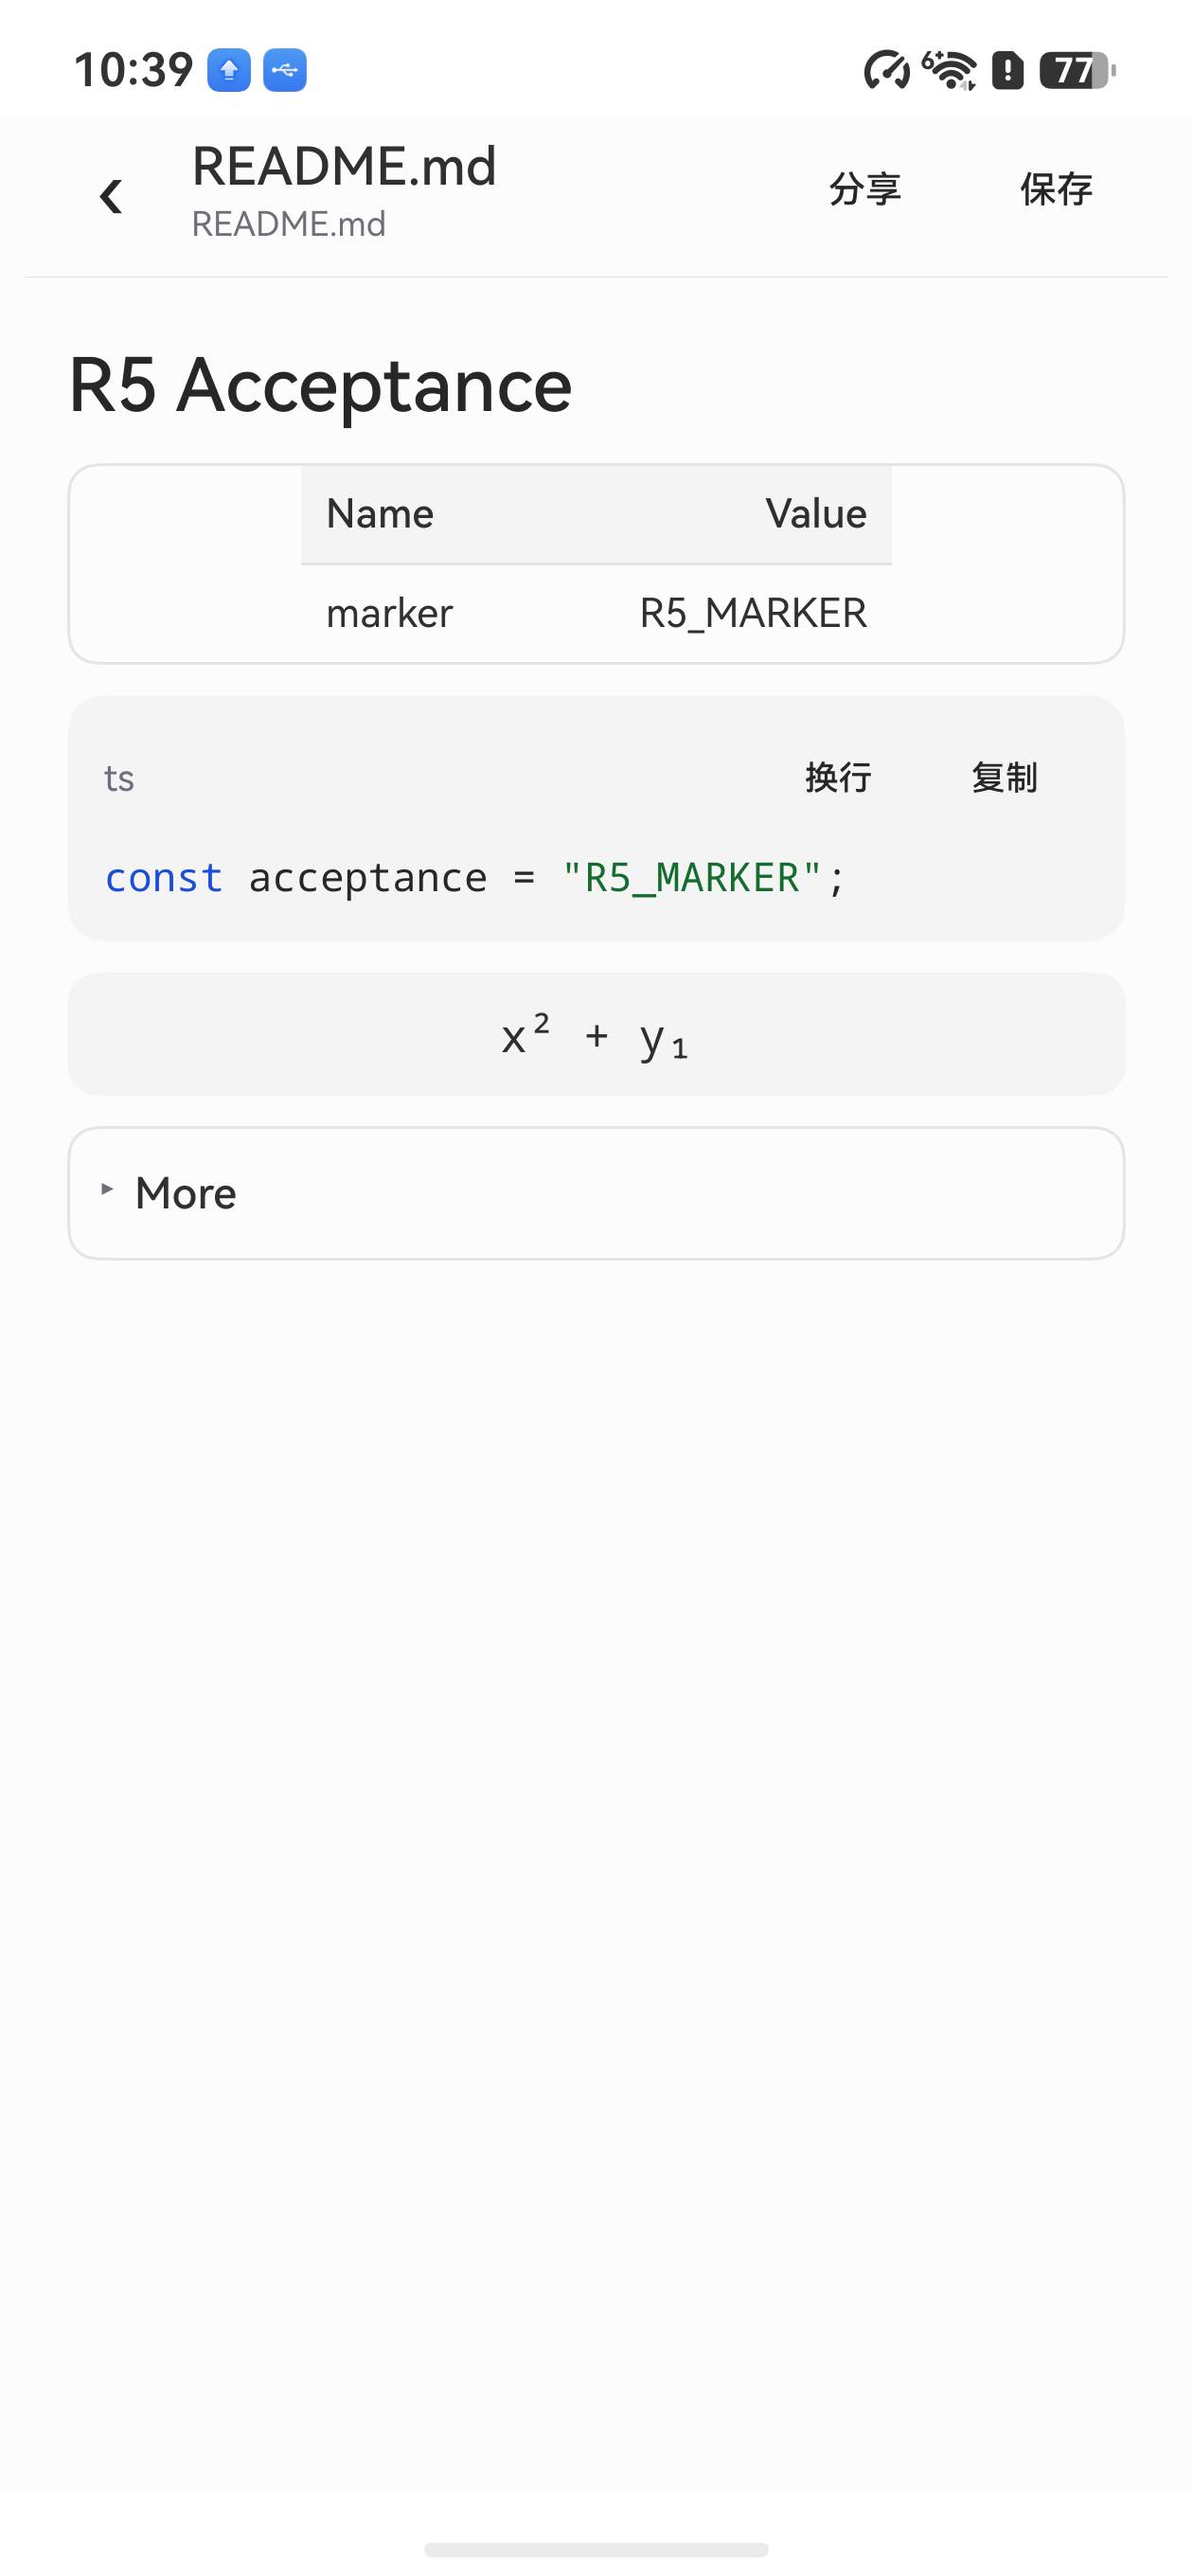 10:39
77
README.md
README.md
分享
保存
R5 Acceptance
Name Value
marker R5_MARKER
ts
换行
复制
const acceptance = "R5_MARKER";
x² + y₁
More